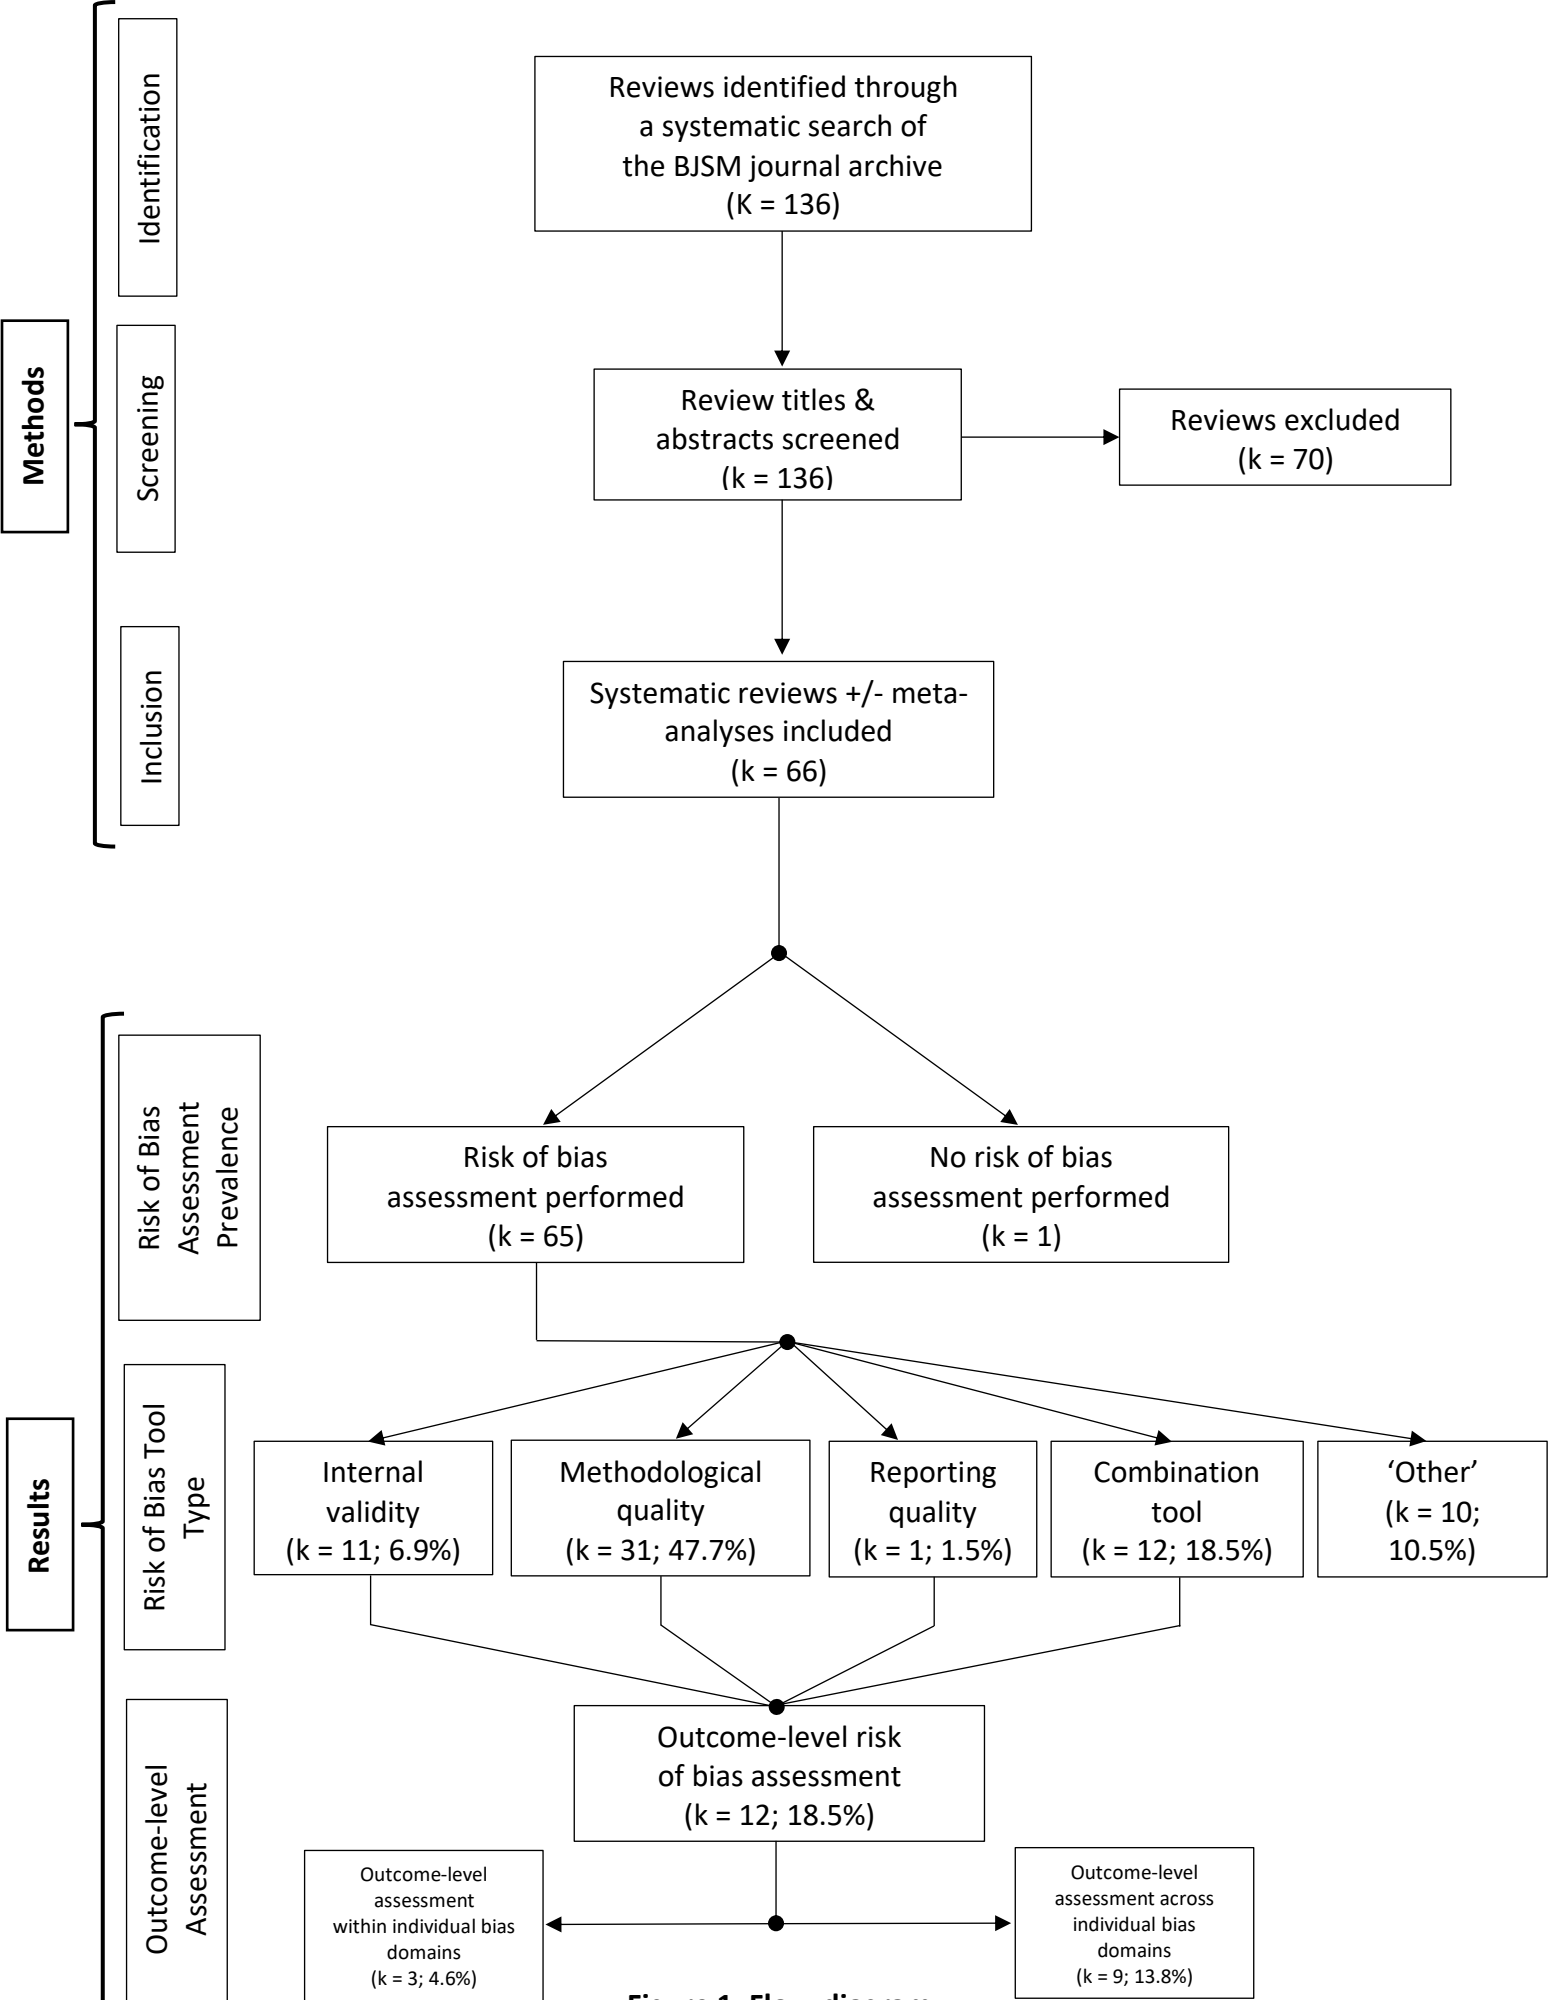 Methods
Identification
Reviews identified through
a systematic search of
the BJSM journal archive
(K = 136)
Screening
Review titles &
abstracts screened
(k = 136)
Reviews excluded
(k = 70)
Inclusion
Systematic reviews +/- meta-
analyses included
(k = 66)
Results
Risk of Bias
Assessment
Prevalence
Risk of bias
assessment performed
(k = 65)
No risk of bias
assessment performed
(k = 1)
Risk of Bias Tool
Type
Internal
validity
(k = 11; 6.9%)
Methodological
quality
(k = 31; 47.7%)
Reporting
quality
(k = 1; 1.5%)
Combination
tool
(k = 12; 18.5%)
‘Other’
(k = 10;
10.5%)
Outcome-level
Assessment
Outcome-level risk
of bias assessment
(k = 12; 18.5%)
Outcome-level
assessment
within individual bias
domains
(k = 3; 4.6%)
Outcome-level
assessment across
individual bias
domains
(k = 9; 13.8%)
Figure 1. Flow diagram